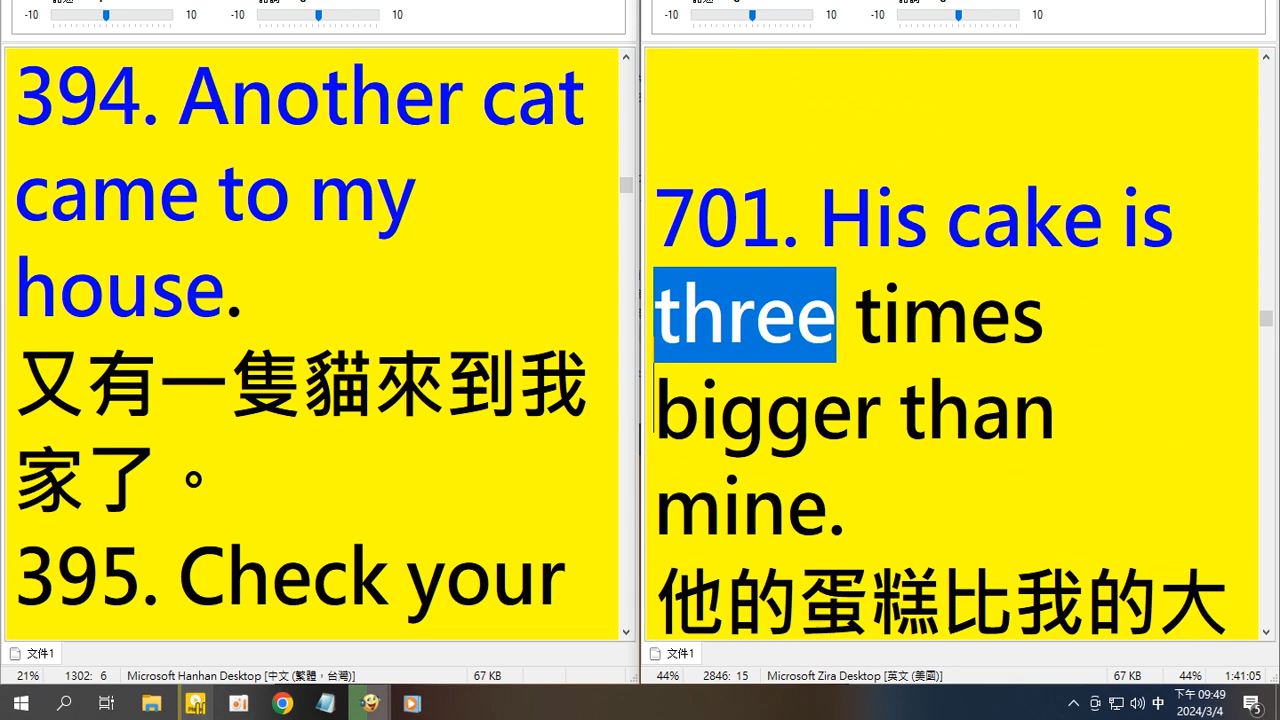 -10 10 -10 10
394. Another cat
came to my
house.
又有一隻貓來到我
家了。
395. Check your
文件1
21% 1302: 6 Microsoft Hanhan Desktop [中文 (繁體，台灣)] 67 KB
-10 10 -10 10
701. His cake is
three times
bigger than
mine.
他的蛋糕比我的大
文件1
44% 2846: 15 Microsoft Zira Desktop [英文 (美國)] 67 KB 44% 1:41:05
中
下午 09:49
2024/3/4
5